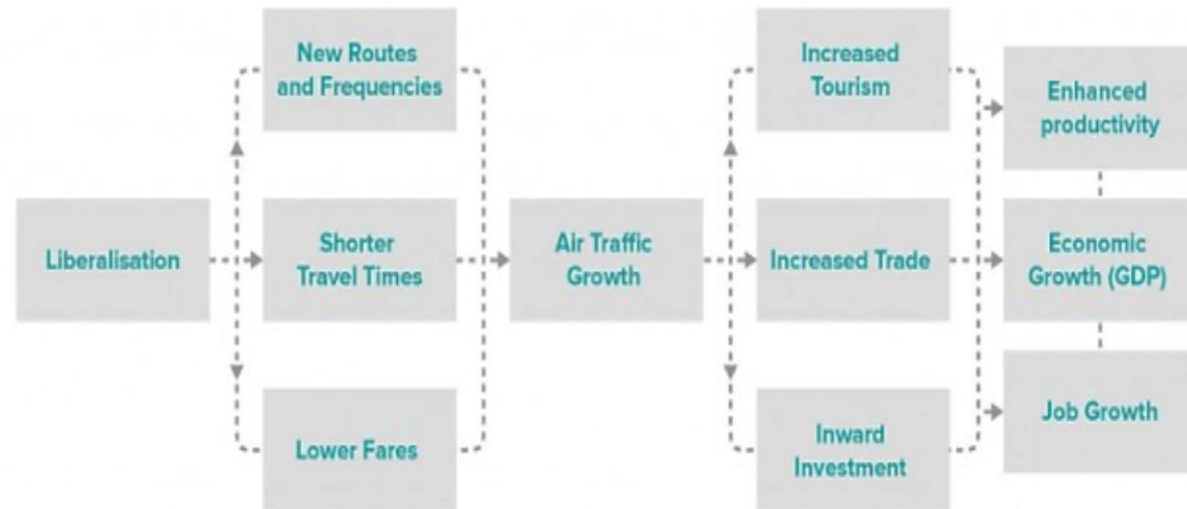 New Routes
and Frequencies
Increased
Tourism
Enhanced
productivity
Liberalisation
Shorter
Travel Times
Air Traffic
Growth
Increased Trade
Economic
Growth (GDP)
Lower Fares
Inward
Investment
Job Growth